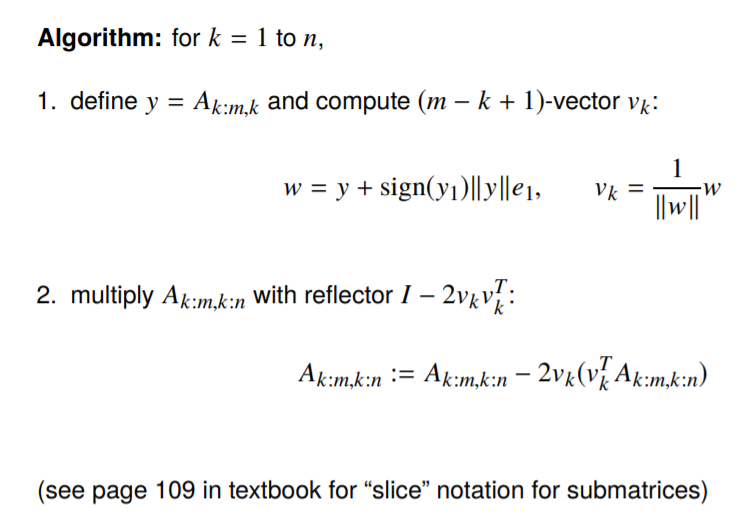 Algorithm: for k = 1 to n,
1. define y = A_{k:m,k} and compute (m − k + 1)-vector v_k:
w = y + sign(y_1)‖y‖e_1,  v_k = \frac{1}{‖w‖}w
2. multiply A_{k:m,k:n} with reflector I − 2v_k v_k^T:
A_{k:m,k:n} := A_{k:m,k:n} − 2v_k(v_k^T A_{k:m,k:n})
(see page 109 in textbook for “slice” notation for submatrices)